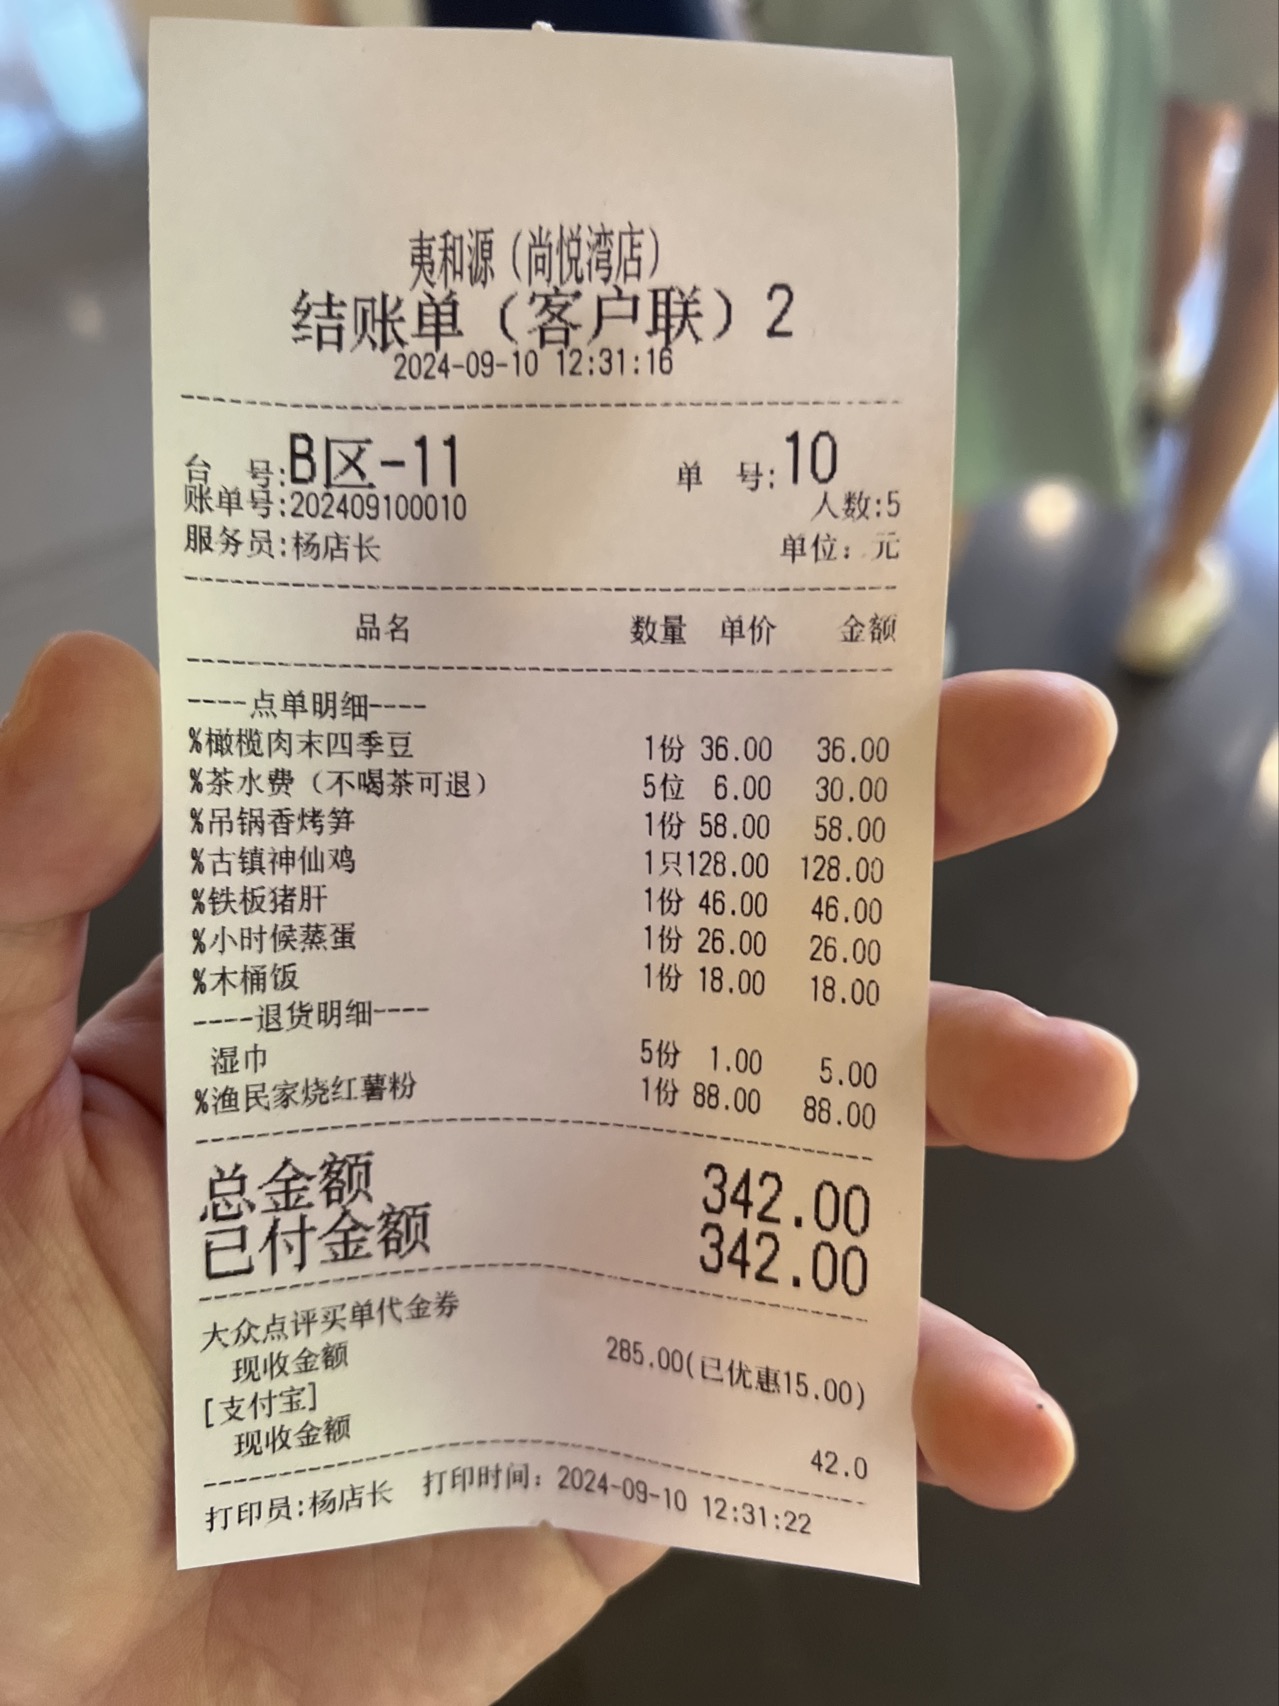 夷和源（尚悦湾店）
结账单（客户联）2
2024-09-10 12:31:16
台 号:B区-11 单 号:10
账单号:202409100010 人数:5
服务员:杨店长 单位：元
品名 数量 单价 金额
----点单明细----
%橄榄肉末四季豆 1份 36.00 36.00
%茶水费（不喝茶可退） 5位 6.00 30.00
%吊锅香烤笋 1份 58.00 58.00
%古镇神仙鸡 1只128.00 128.00
%铁板猪肝 1份 46.00 46.00
%小时候蒸蛋 1份 26.00 26.00
%木桶饭 1份 18.00 18.00
----退货明细----
湿巾 5份 1.00 5.00
%渔民家烧红薯粉 1份 88.00 88.00
总金额 342.00
已付金额 342.00
大众点评买单代金券
现收金额 285.00(已优惠15.00)
[支付宝]
现收金额 42.0
打印员:杨店长 打印时间：2024-09-10 12:31:22